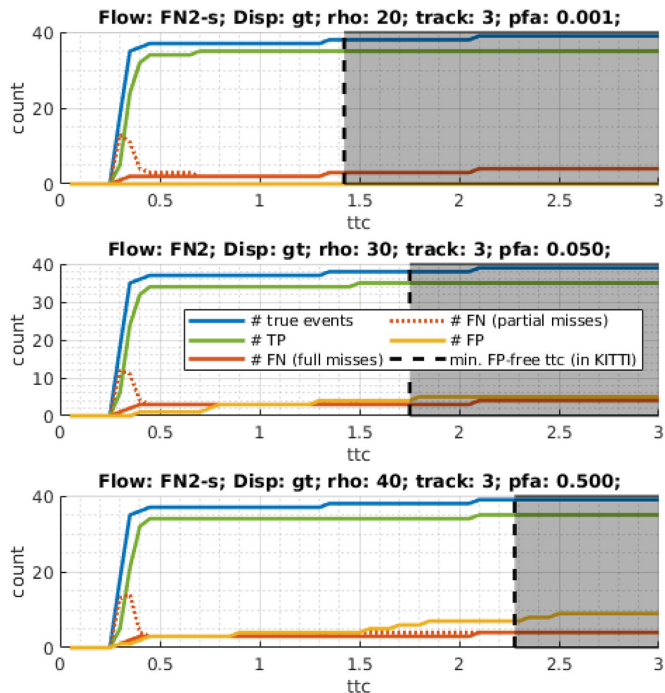 Flow: FN2-s; Disp: gt; rho: 20; track: 3; pfa: 0.001;
40
20
0
count
0 0.5 1 1.5 2 2.5 3
ttc
Flow: FN2; Disp: gt; rho: 30; track: 3; pfa: 0.050;
40
30
20
10
0
count
# true events
# TP
# FN (full misses)
# FN (partial misses)
# FP
min. FP-free ttc (in KITTI)
0 0.5 1 1.5 2 2.5 3
ttc
Flow: FN2-s; Disp: gt; rho: 40; track: 3; pfa: 0.500;
40
20
0
count
0 0.5 1 1.5 2 2.5 3
ttc